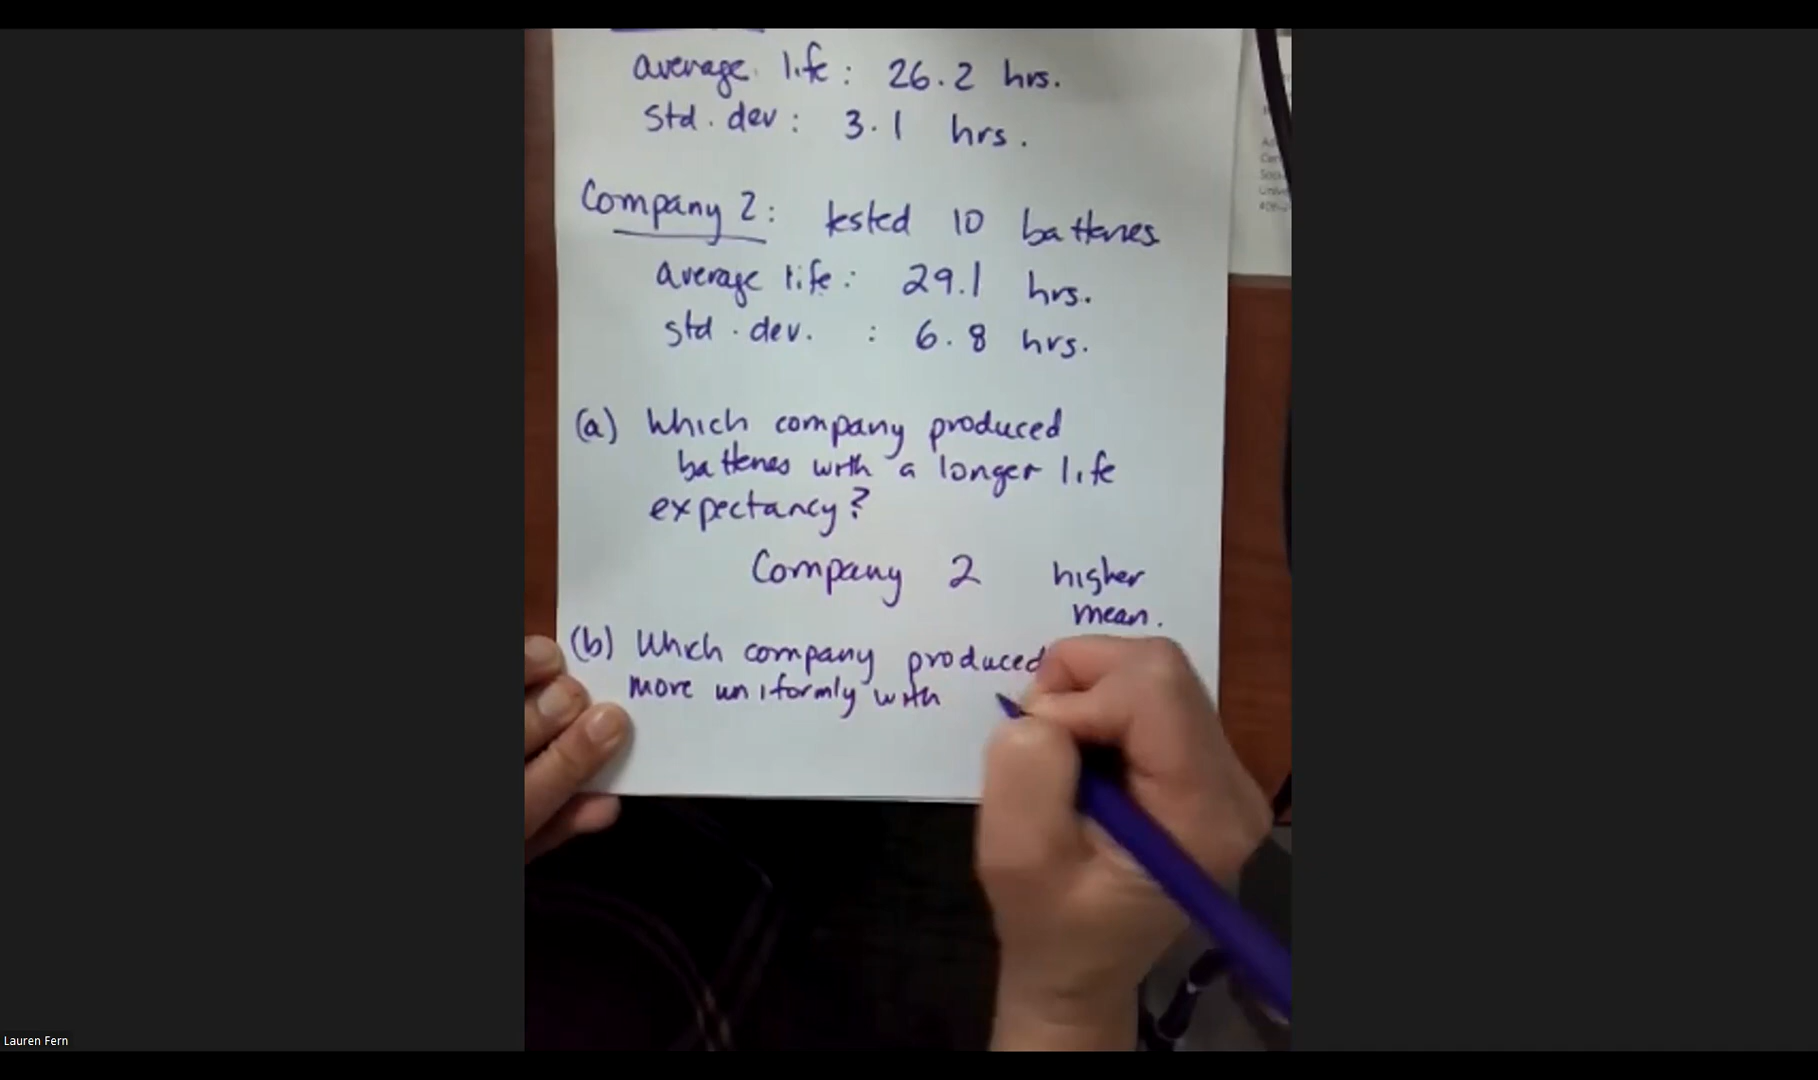 average life: 26.2 hrs.
std. dev: 3.1 hrs.
Company 2: tested 10 batteries
average life: 29.1 hrs.
std. dev. : 6.8 hrs.
(a) Which company produced
batteries with a longer life
expectancy?
Company 2 higher
mean.
(b) Which company produced
more uniformly with
Lauren Fern